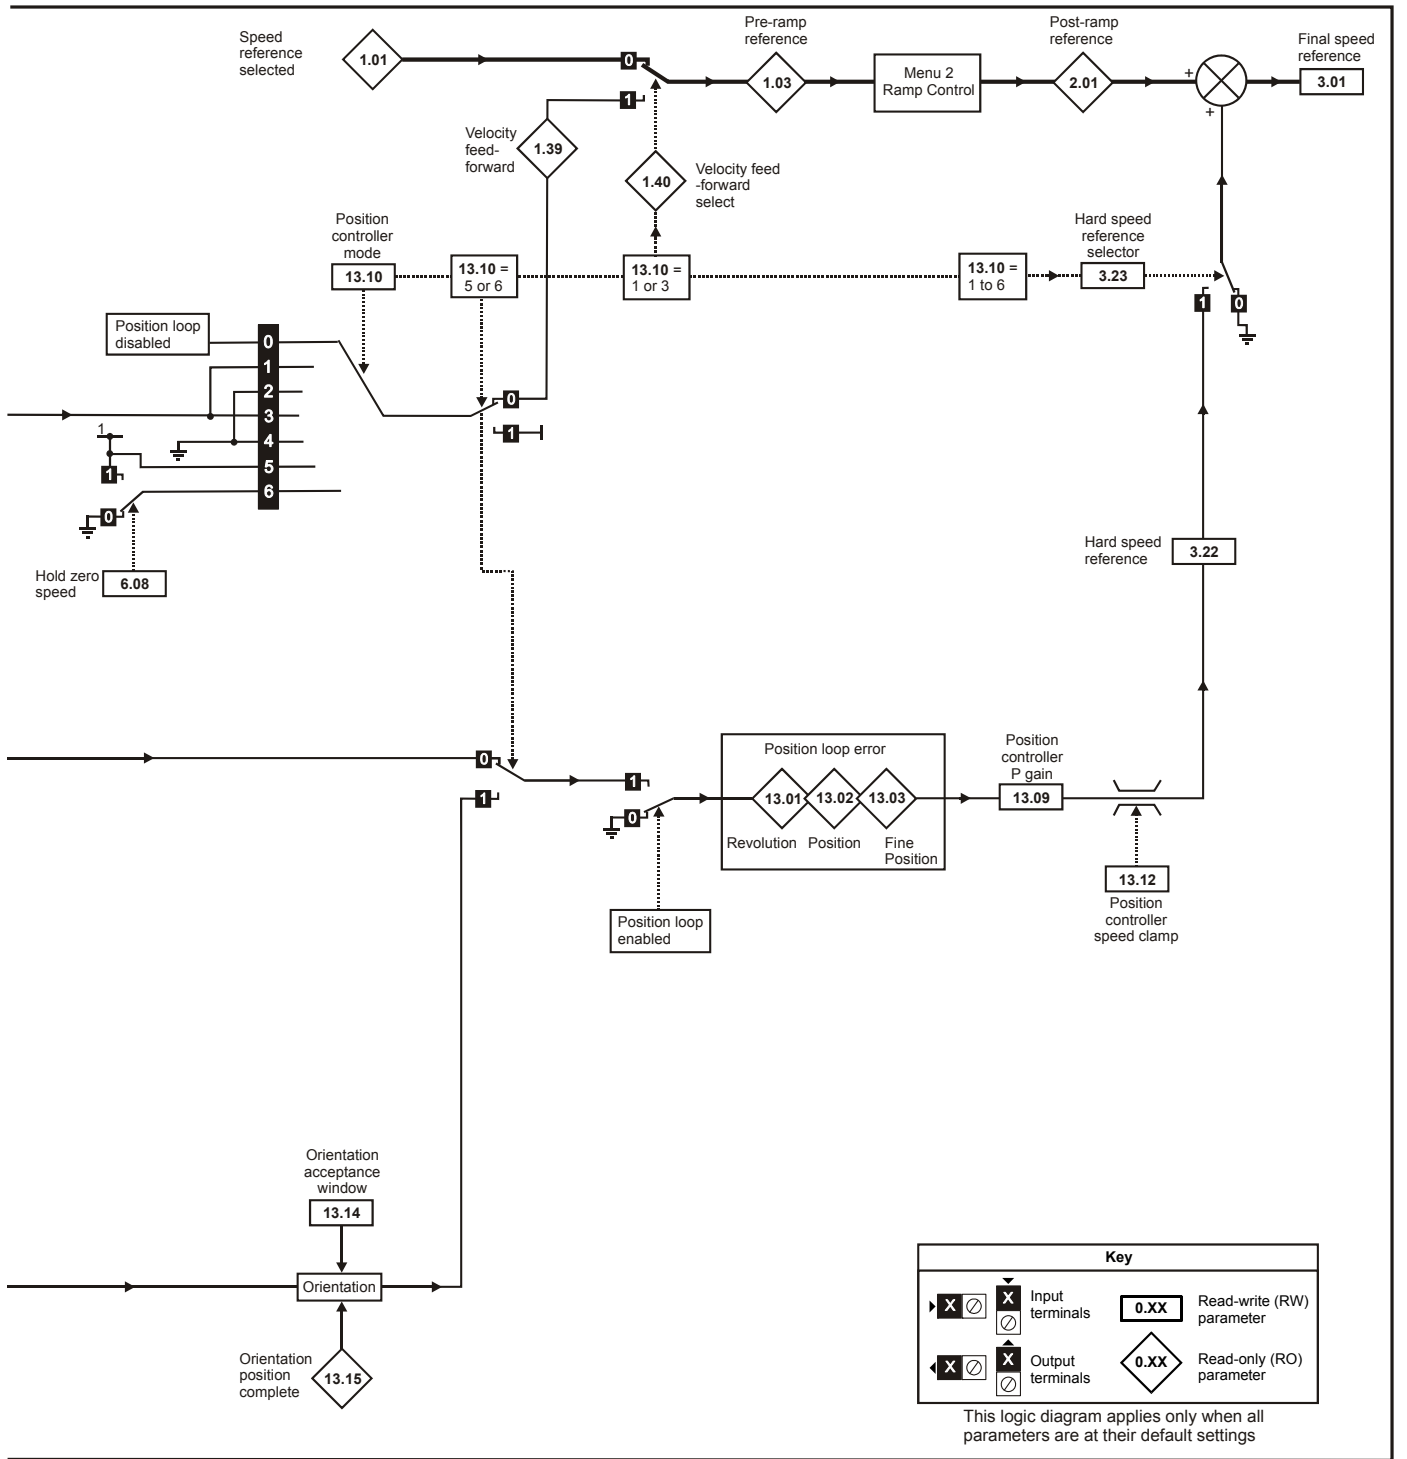 Speed
reference
selected
1.01
0
Pre-ramp
reference
1.03
Menu 2
Ramp Control
Post-ramp
reference
2.01
+
+
Final speed
reference
3.01
1
Velocity
feed-
forward
1.39
1.40
Velocity feed
-forward
select
Position
controller
mode
13.10
13.10 =
5 or 6
13.10 =
1 or 3
13.10 =
1 to 6
Hard speed
reference
selector
3.23
1
0
Position loop
disabled
0
1
2
3
4
5
6
0
1
1
1
0
Hold zero
speed
6.08
Hard speed
reference
3.22
0
1
1
0
Position loop error
13.01
13.02
13.03
Revolution
Position
Fine
Position
Position
controller
P gain
13.09
13.12
Position
controller
speed clamp
Position loop
enabled
Orientation
acceptance
window
13.14
Orientation
Orientation
position
complete
13.15
Key
X
X
Input
terminals
0.XX
Read-write (RW)
parameter
X
X
Output
terminals
0.XX
Read-only (RO)
parameter
This logic diagram applies only when all
parameters are at their default settings